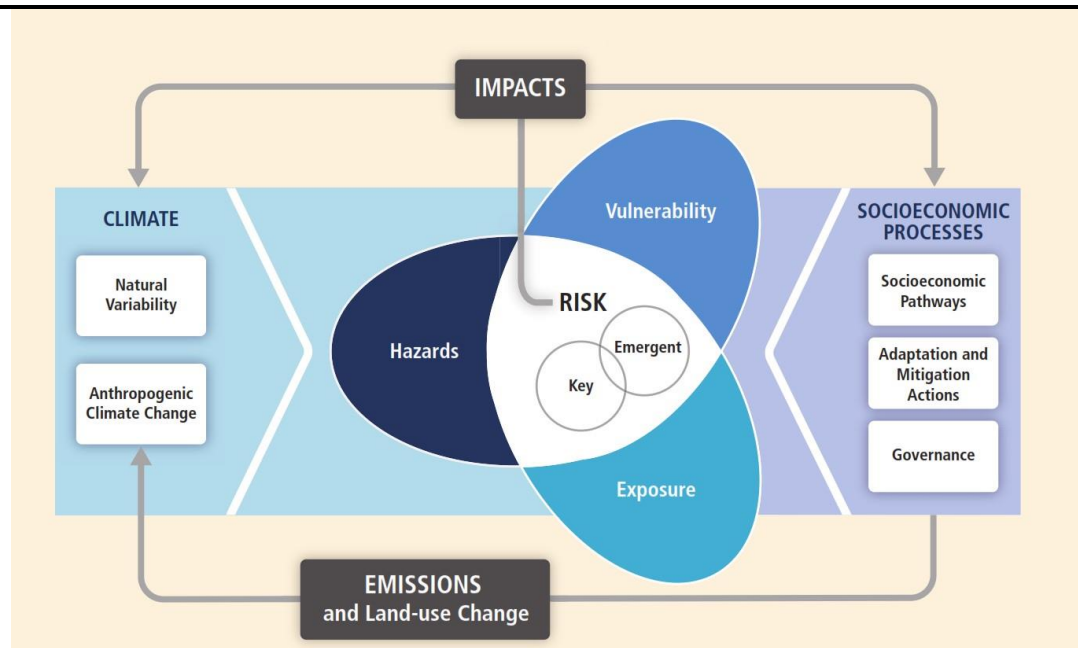 IMPACTS
CLIMATE
Natural
Variability
Anthropogenic
Climate Change
Hazards
Vulnerability
RISK
Emergent
Key
Exposure
SOCIOECONOMIC
PROCESSES
Socioeconomic
Pathways
Adaptation and
Mitigation
Actions
Governance
EMISSIONS
and Land-use Change